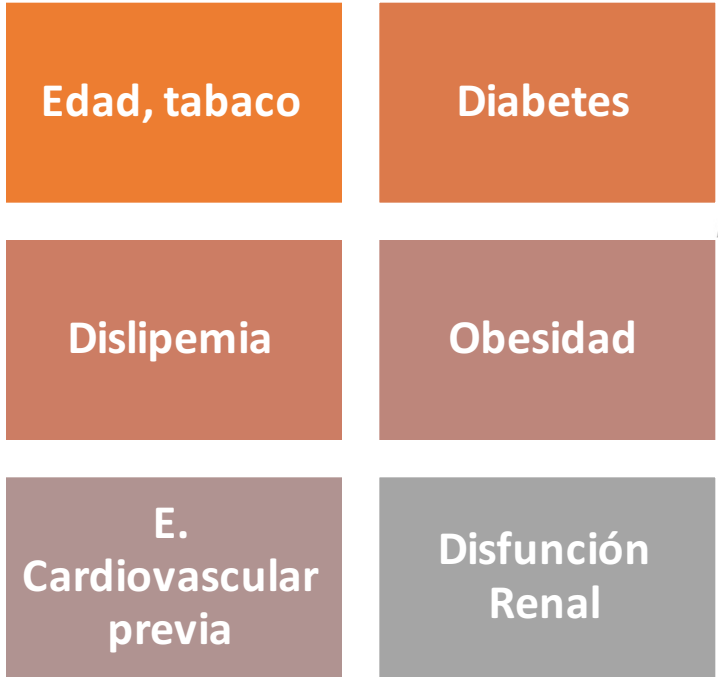 Edad, tabaco
Diabetes
Dislipemia
Obesidad
E.
Cardiovascular
previa
Disfunción
Renal